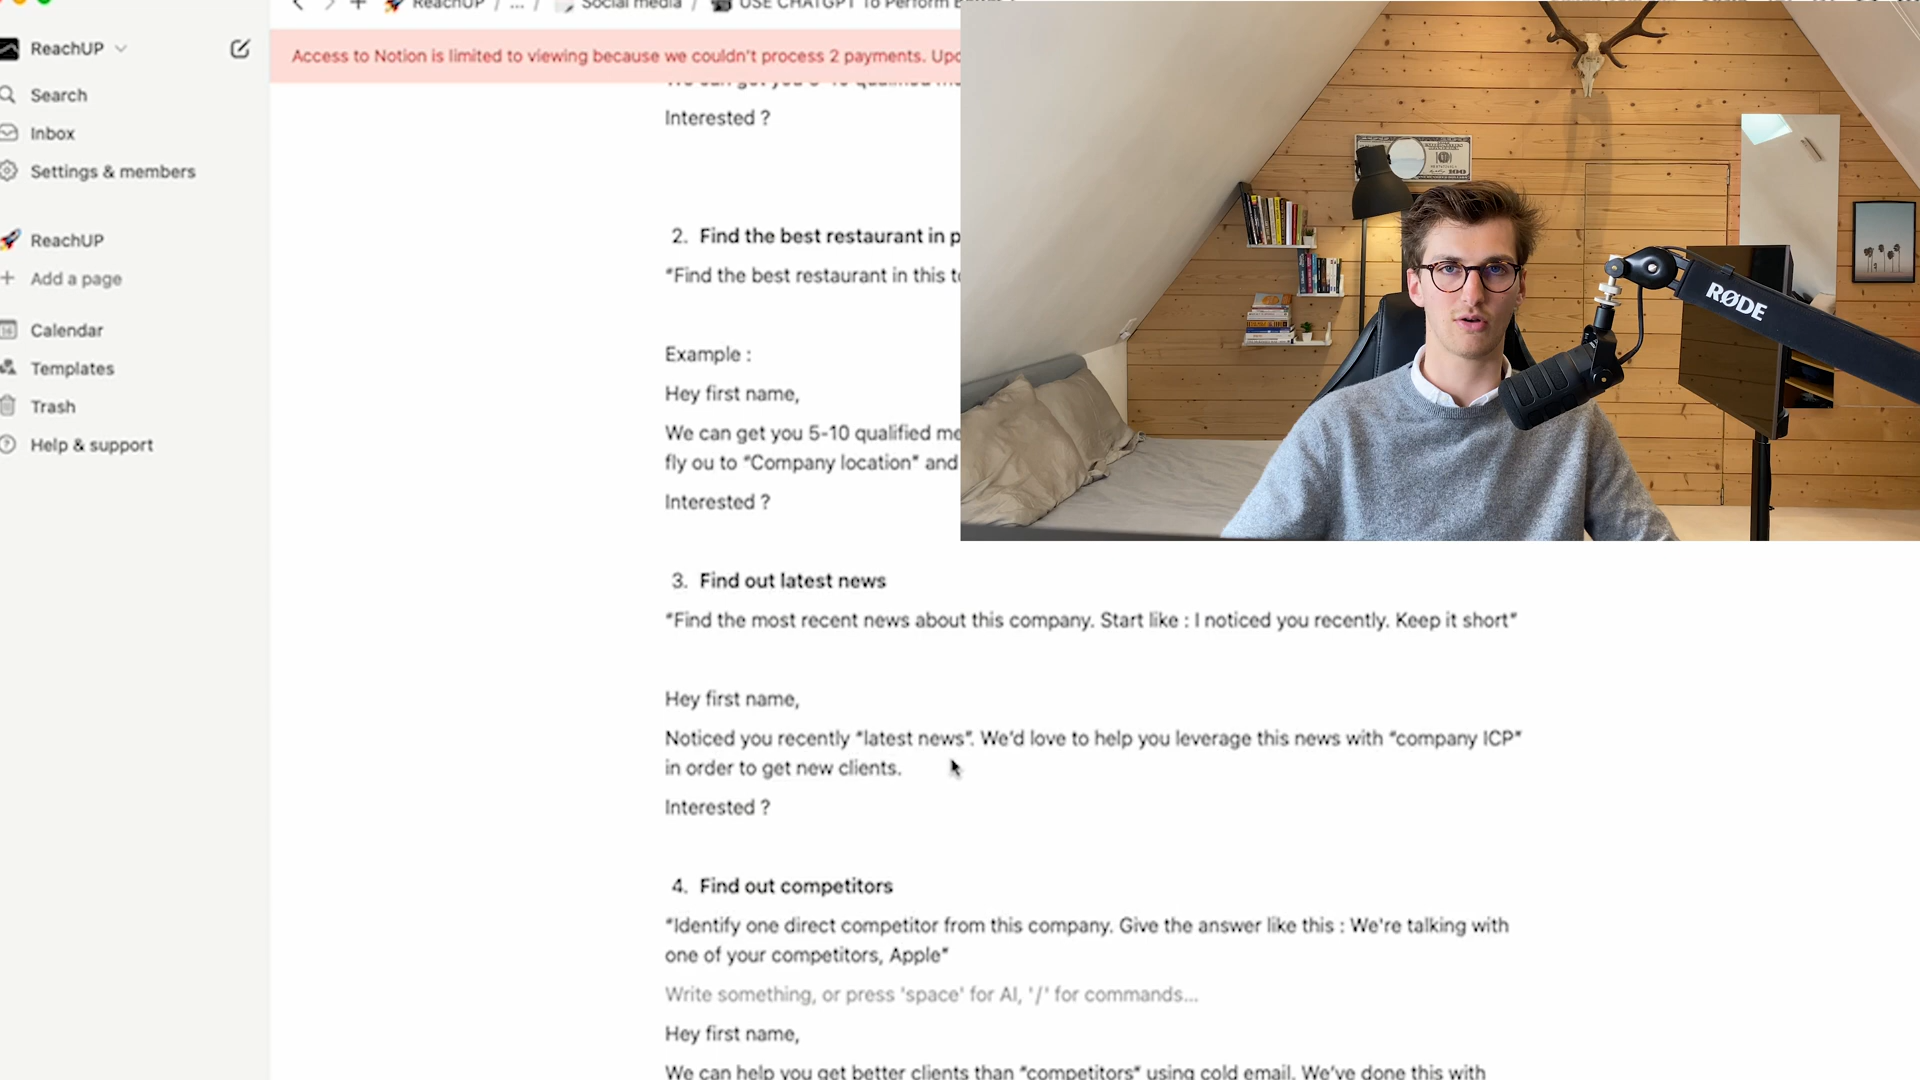 ReachUP / ... / Social media / USE CHATGPT To Perform
ReachUP
Access to Notion is limited to viewing because we couldn't process 2 payments.
Search
Inbox
Settings & members
ReachUP
Add a page
Calendar
Templates
Trash
Help & support
Interested ?
2. Find the best restaurant in
"Find the best restaurant in this
Example :
Hey first name,
We can get you 5-10 qualified
fly ou to "Company location" and
Interested ?
3. Find out latest news
"Find the most recent news about this company. Start like : I noticed you recently. Keep it short"
Hey first name,
Noticed you recently "latest news". We'd love to help you leverage this news with "company ICP"
in order to get new clients.
Interested ?
4. Find out competitors
"Identify one direct competitor from this company. Give the answer like this : We're talking with
one of your competitors, Apple"
Write something, or press 'space' for AI, '/' for commands...
Hey first name,
We can help you get better clients than "competitors" using cold email. We've done this with
RØDE
100